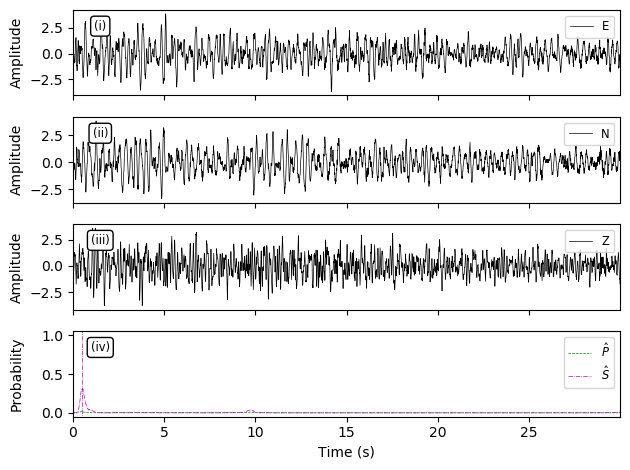 (i)
E
Amplitude
2.5
0.0
−2.5
(ii)
N
Amplitude
2.5
0.0
−2.5
(iii)
Z
Amplitude
2.5
0.0
−2.5
(iv)
P̂
Ŝ
Probability
1.0
0.5
0.0
0 5 10 15 20 25
Time (s)